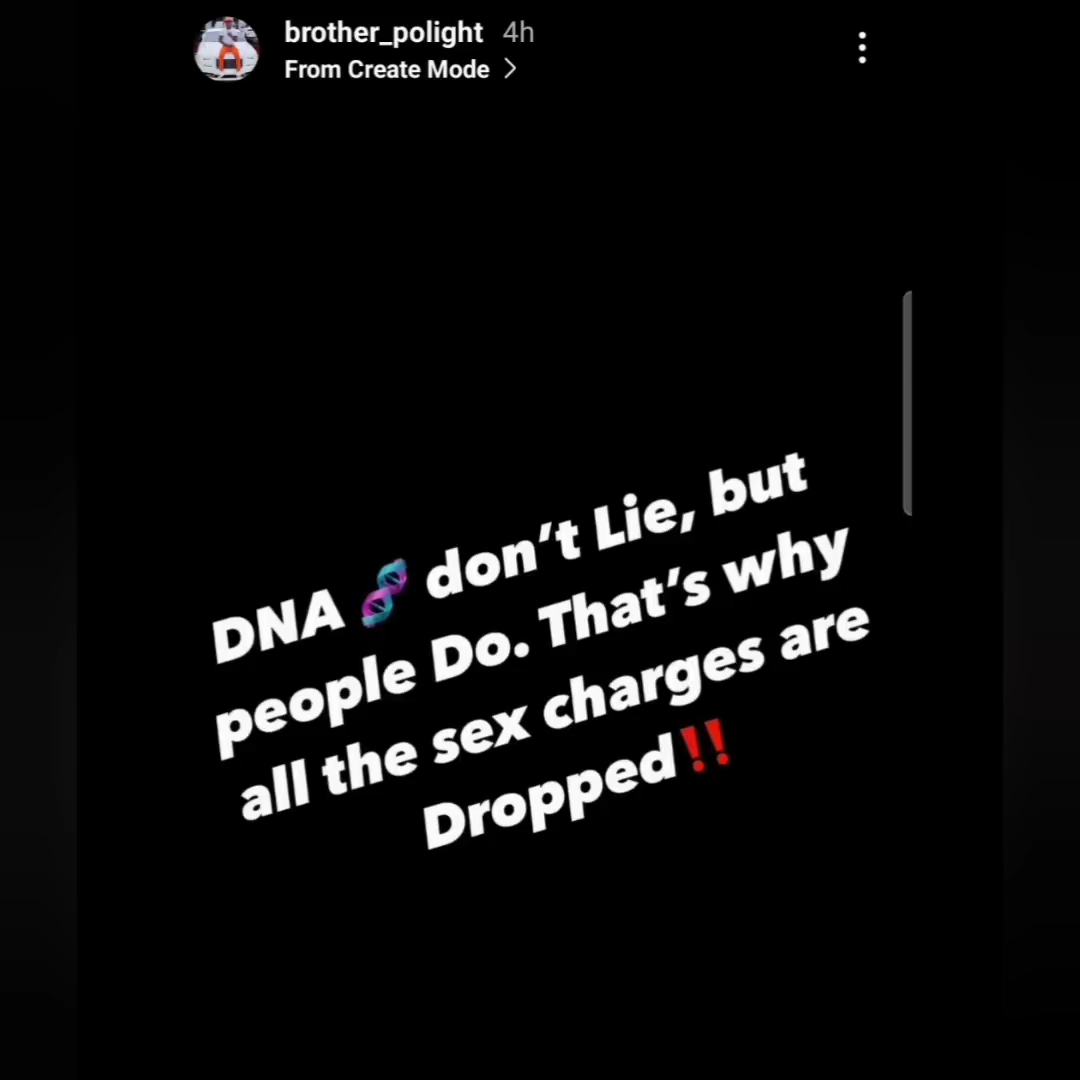 brother_polight 4h
From Create Mode >
DNA 🧬 don't Lie, but
people Do. That's why
all the sex charges are
Dropped‼️